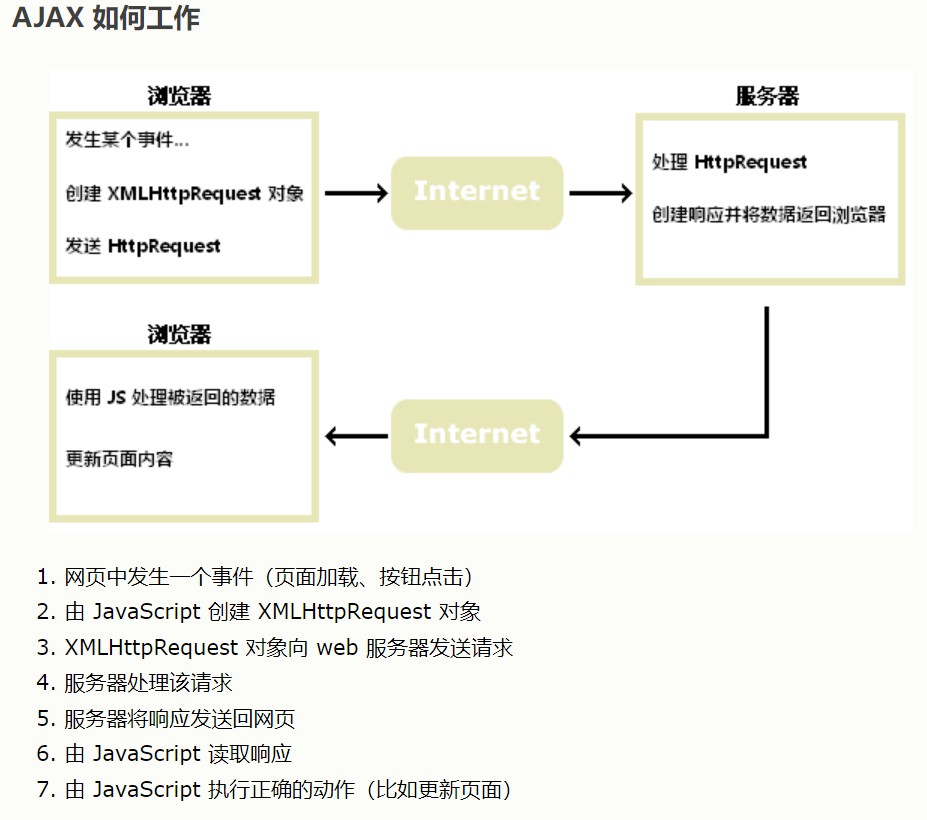 AJAX 如何工作
浏览器
发生某个事件...
创建 XMLHttpRequest 对象
发送 HttpRequest
Internet
服务器
处理 HttpRequest
创建响应并将数据返回浏览器
浏览器
使用 JS 处理被返回的数据
更新页面内容
Internet
1. 网页中发生一个事件（页面加载、按钮点击）
2. 由 JavaScript 创建 XMLHttpRequest 对象
3. XMLHttpRequest 对象向 web 服务器发送请求
4. 服务器处理该请求
5. 服务器将响应发送回网页
6. 由 JavaScript 读取响应
7. 由 JavaScript 执行正确的动作（比如更新页面）